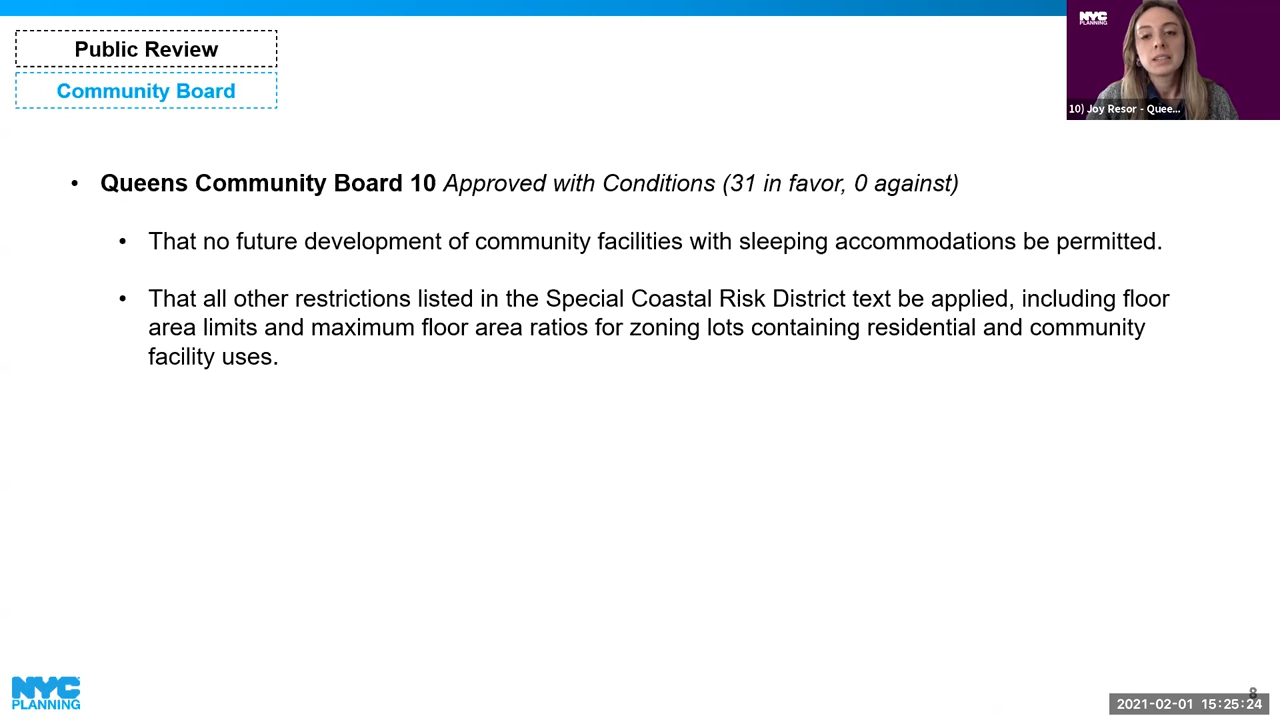 NYC
PLANNING
Public Review
Community Board
10) Joy Resor - Quee...
• Queens Community Board 10 Approved with Conditions (31 in favor, 0 against)
• That no future development of community facilities with sleeping accommodations be permitted.
• That all other restrictions listed in the Special Coastal Risk District text be applied, including floor
area limits and maximum floor area ratios for zoning lots containing residential and community
facility uses.
NYC
PLANNING
8
2021-02-01 15:25:24